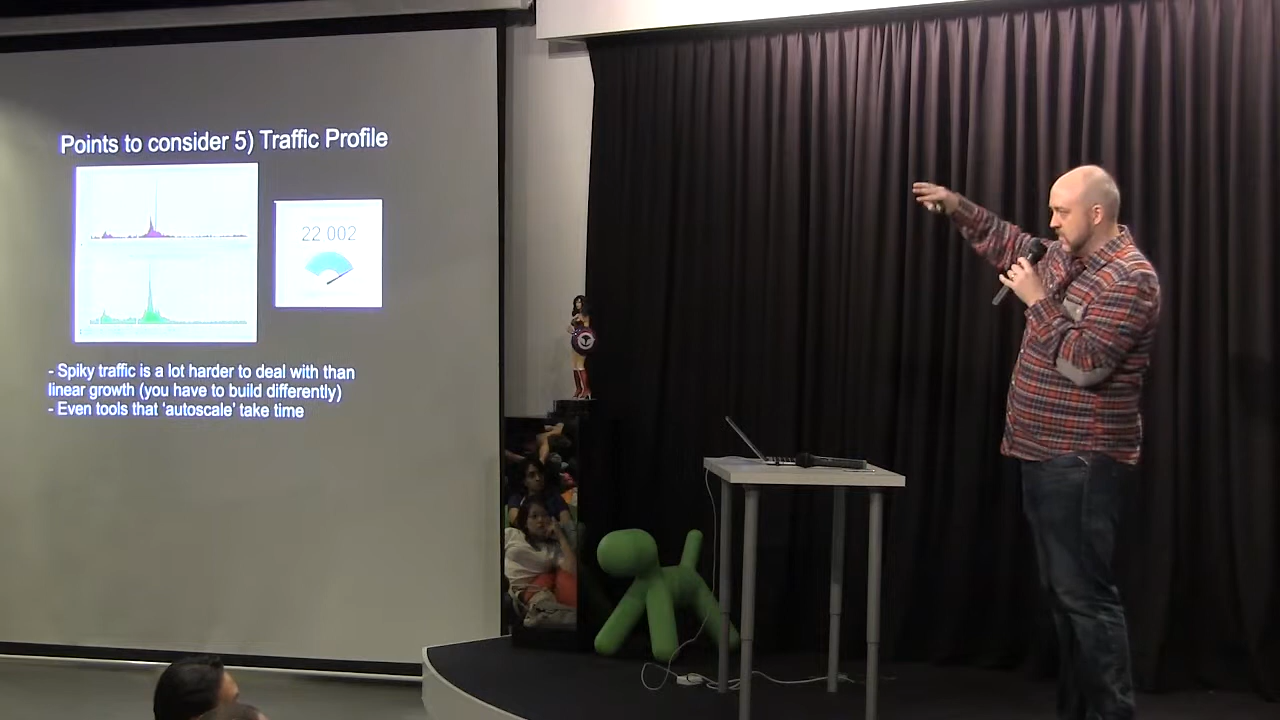 Points to consider 5) Traffic Profile
22 002
- Spiky traffic is a lot harder to deal with than
linear growth (you have to build differently)
- Even tools that 'autoscale' take time